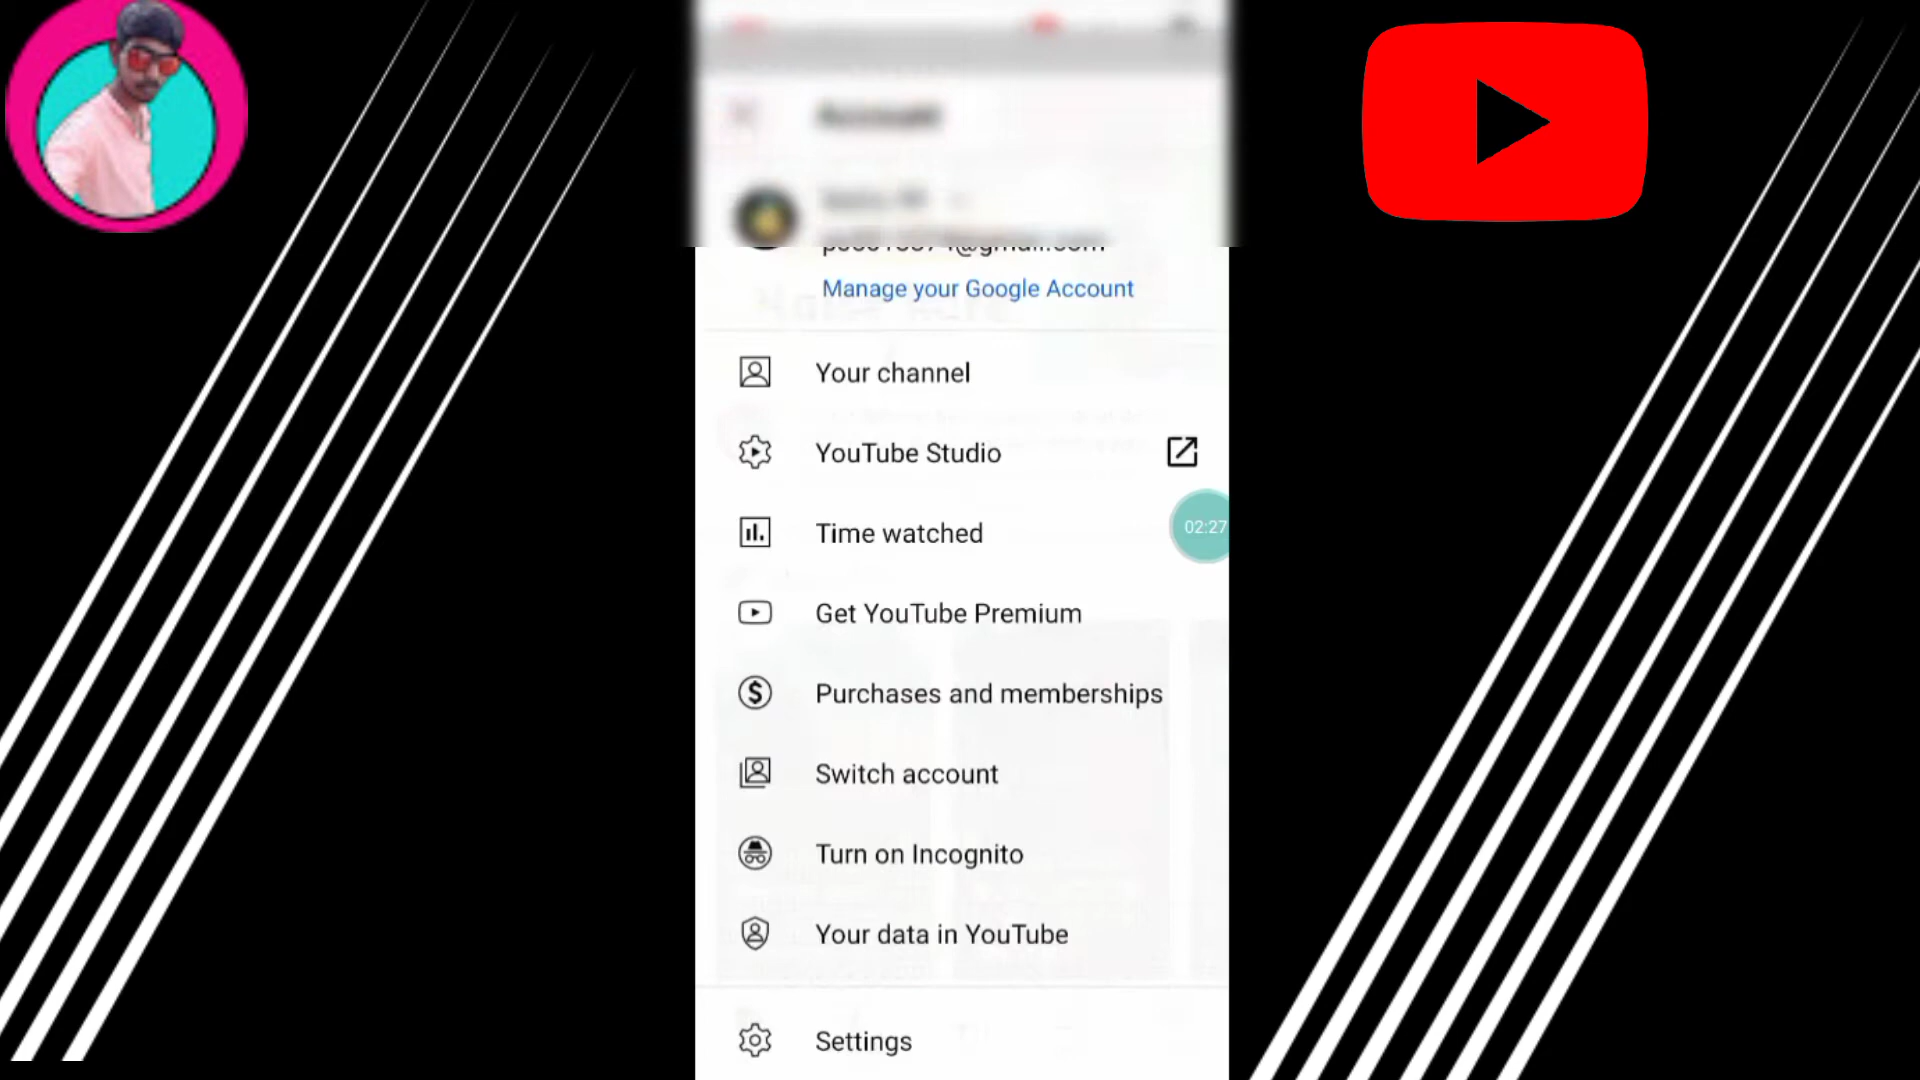 Account
Manage your Google Account
Your channel
YouTube Studio
Time watched
02:27
Get YouTube Premium
Purchases and memberships
Switch account
Turn on Incognito
Your data in YouTube
Settings